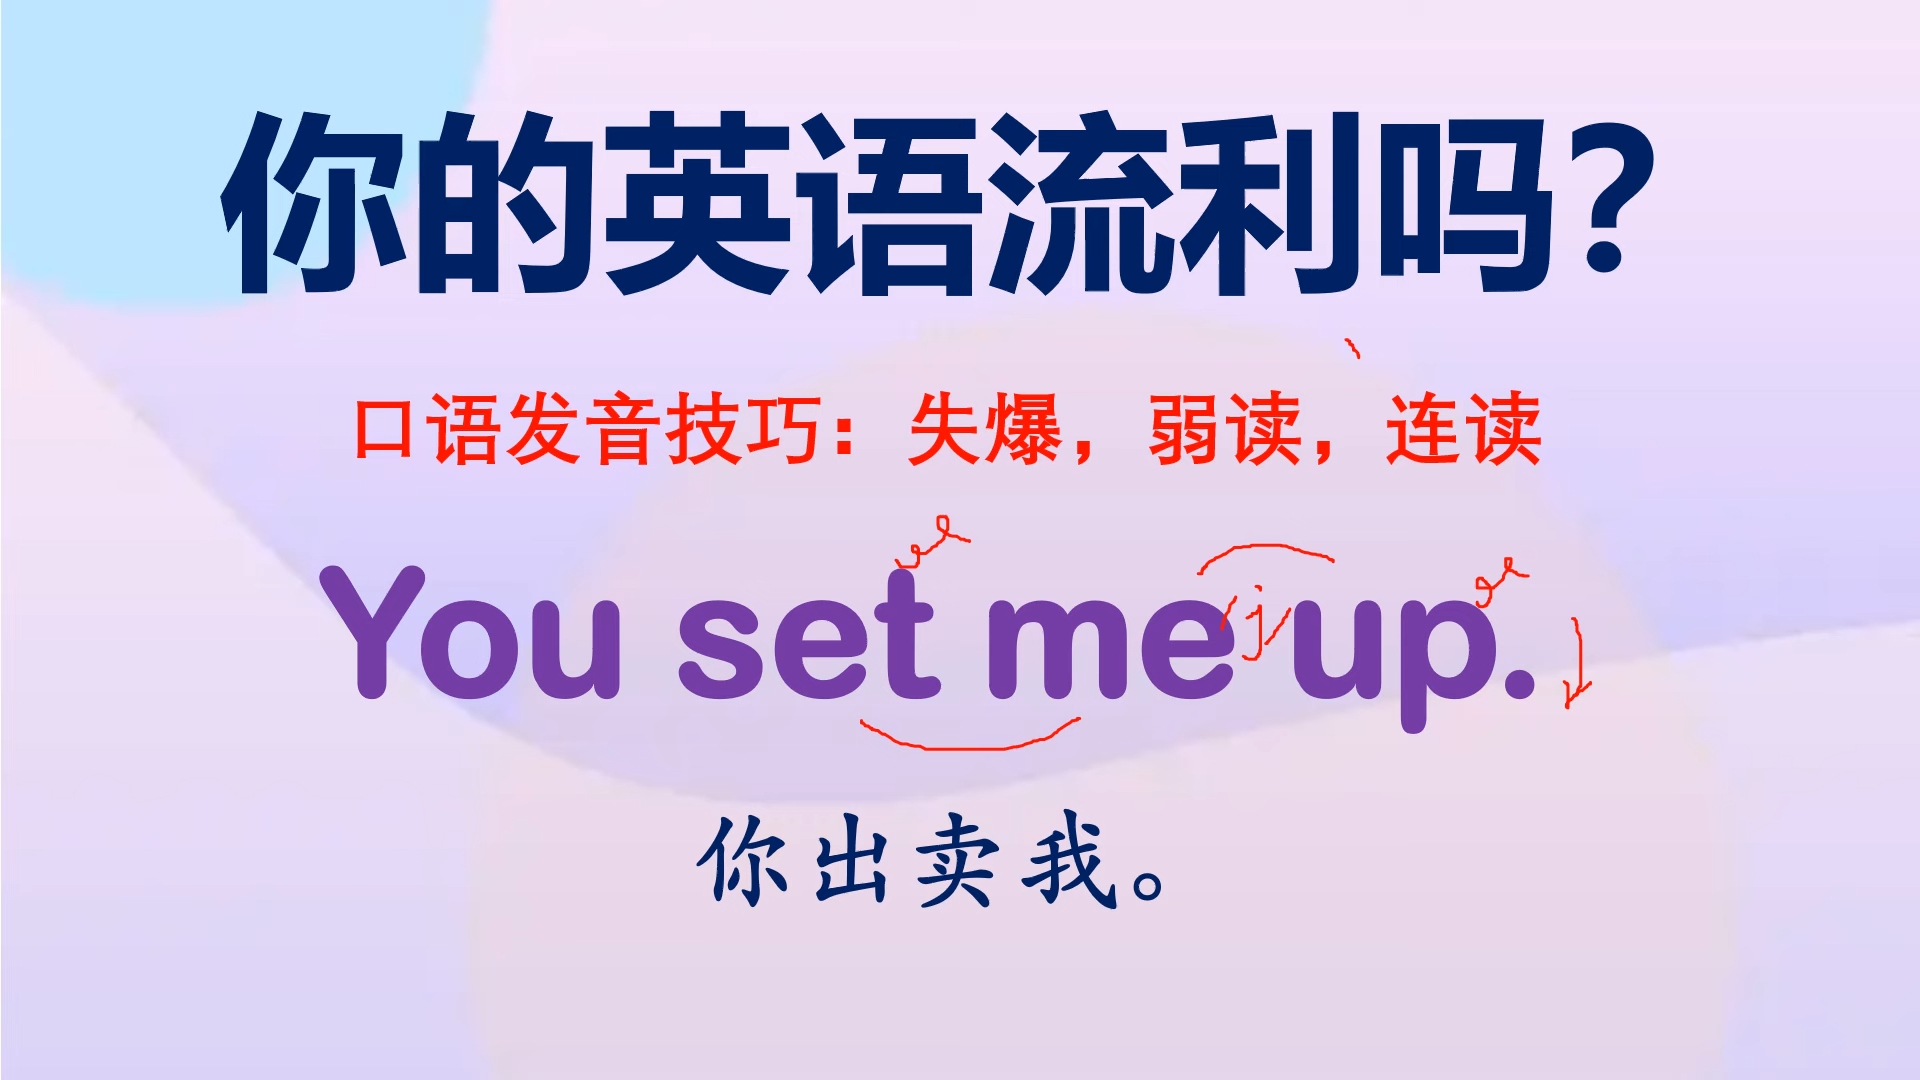 你的英语流利吗?
口语发音技巧：失爆，弱读，连读
/j/
You set me up.
你出卖我。